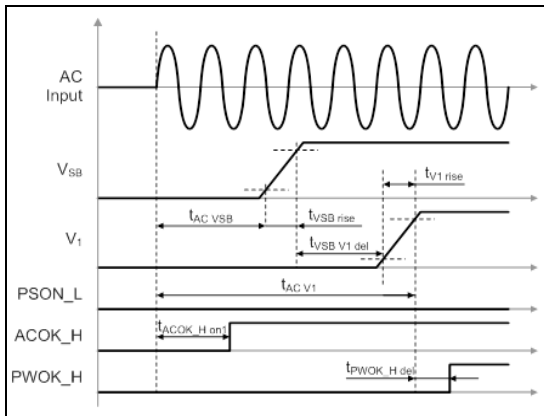 AC
Input
VSB
tV1 rise
tAC VSB
tVSB rise
tVSB V1 del
V1
tAC V1
PSON_L
tACOK_H on1
ACOK_H
tPWOK_H del
PWOK_H